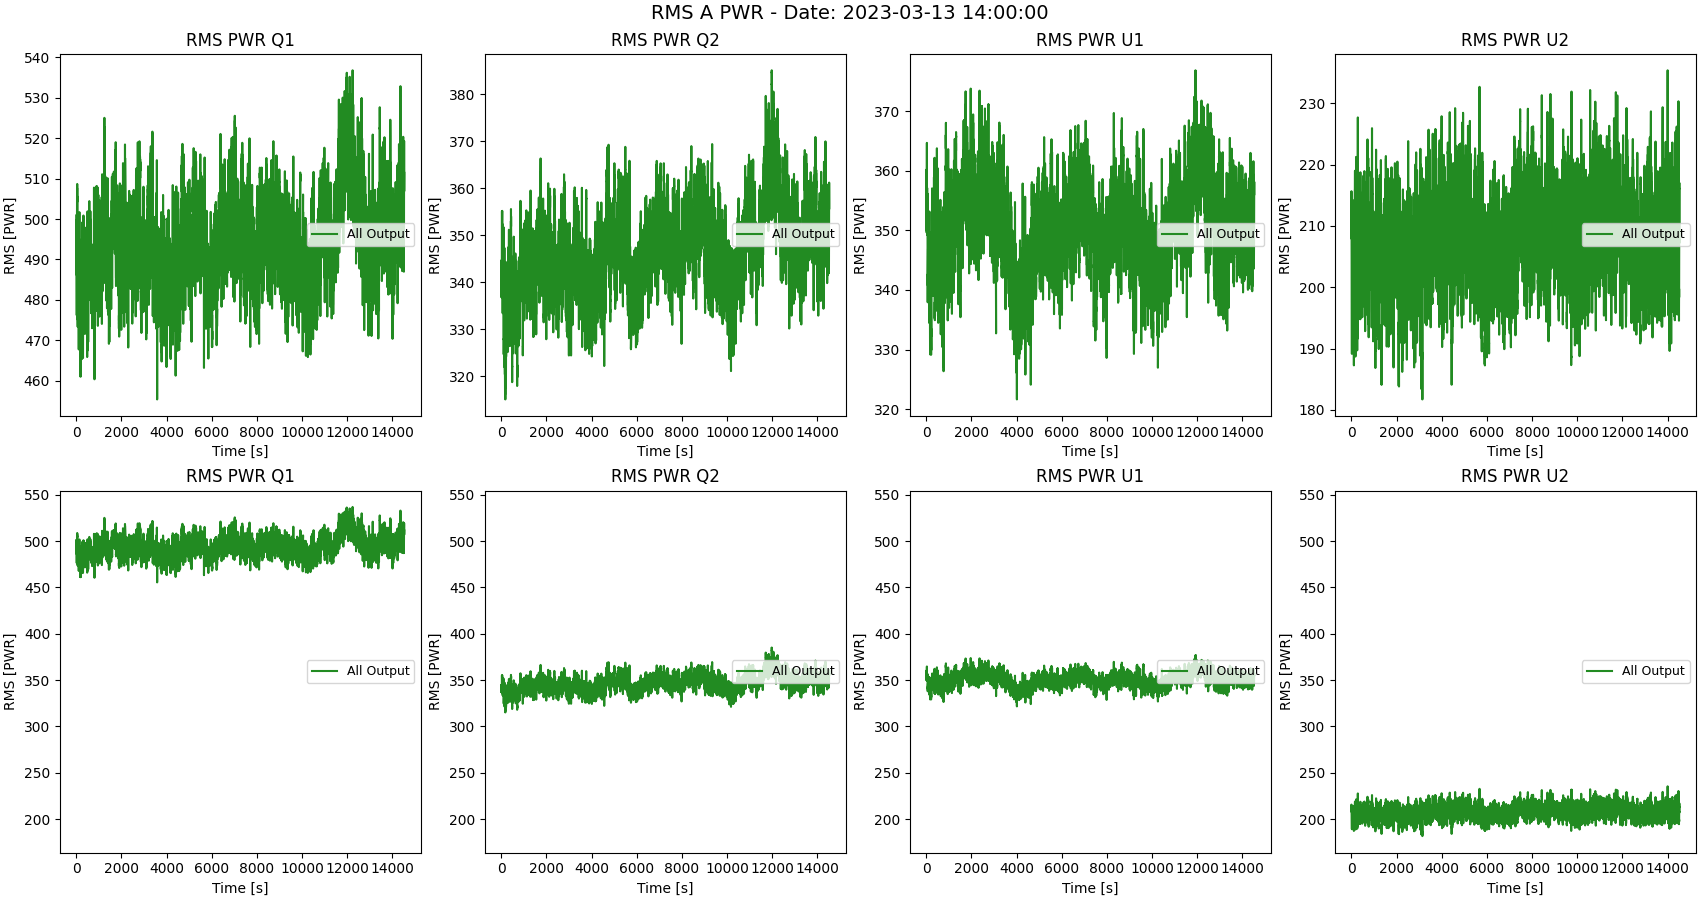 RMS A PWR - Date: 2023-03-13 14:00:00
RMS PWR Q1
RMS [PWR]
540
530
520
510
500
490
480
470
460
All Output
0 2000 4000 6000 8000 10000 12000 14000
Time [s]
RMS PWR Q2
RMS [PWR]
380
370
360
350
340
330
320
All Output
0 2000 4000 6000 8000 10000 12000 14000
Time [s]
RMS PWR U1
RMS [PWR]
370
360
350
340
330
320
All Output
0 2000 4000 6000 8000 10000 12000 14000
Time [s]
RMS PWR U2
RMS [PWR]
230
220
210
200
190
180
All Output
0 2000 4000 6000 8000 10000 12000 14000
Time [s]
RMS PWR Q1
RMS [PWR]
550
500
450
400
350
300
250
200
All Output
0 2000 4000 6000 8000 10000 12000 14000
Time [s]
RMS PWR Q2
RMS [PWR]
550
500
450
400
350
300
250
200
All Output
0 2000 4000 6000 8000 10000 12000 14000
Time [s]
RMS PWR U1
RMS [PWR]
550
500
450
400
350
300
250
200
All Output
0 2000 4000 6000 8000 10000 12000 14000
Time [s]
RMS PWR U2
RMS [PWR]
550
500
450
400
350
300
250
200
All Output
0 2000 4000 6000 8000 10000 12000 14000
Time [s]